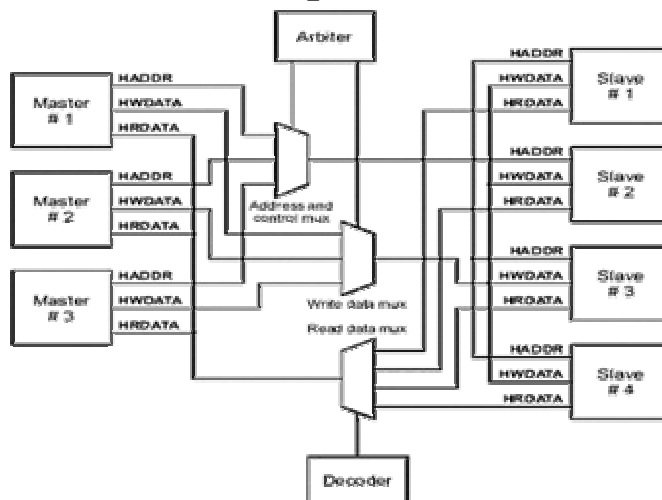 Arbiter
HADDR
HWDATA
HRDATA
Master
# 1
HADDR
HWDATA
HRDATA
Master
# 2
HADDR
HWDATA
HRDATA
Master
# 3
Address and
control mux
Write data mux
Read data mux
HADDR
HWDATA
HRDATA
Slave
# 1
HADDR
HWDATA
HRDATA
Slave
# 2
HADDR
HWDATA
HRDATA
Slave
# 3
HADDR
HWDATA
HRDATA
Slave
# 4
Decoder